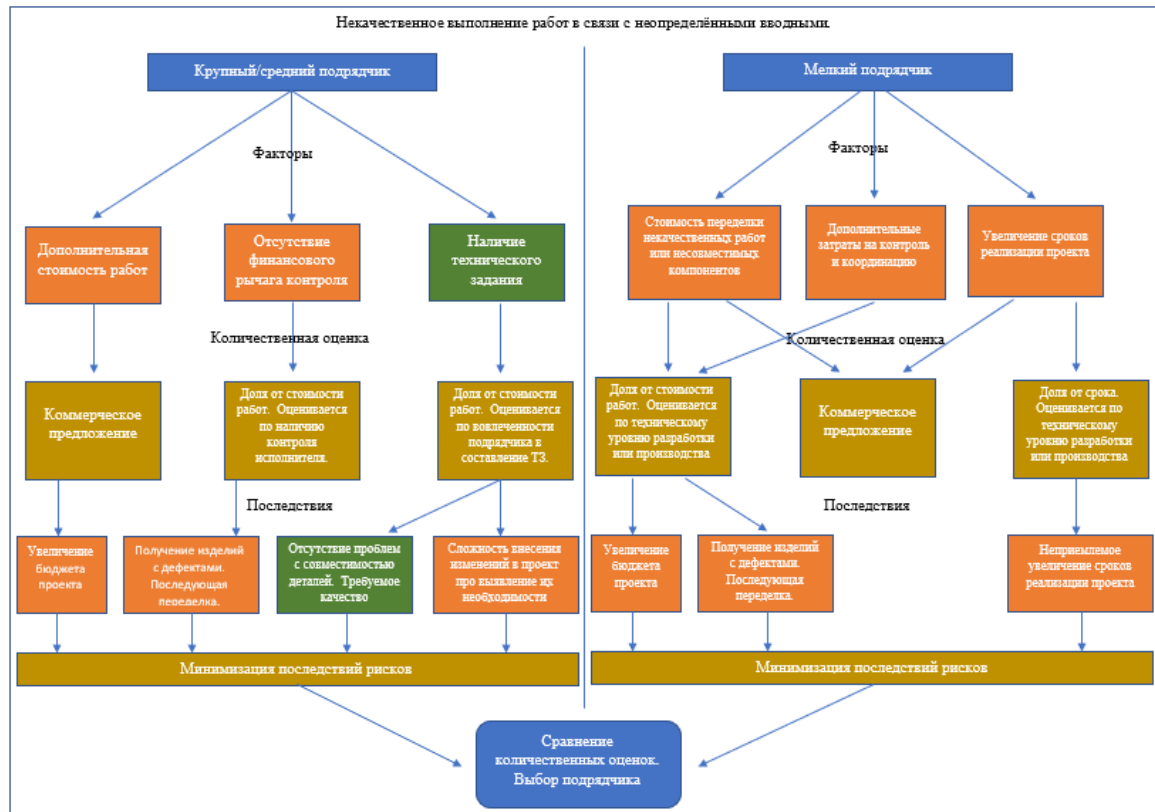 Некачественное выполнение работ в связи с неопределёнными вводными.
Крупный/средний подрядчик
Мелкий подрядчик
Факторы
Факторы
Дополнительная
стоимость работ
Отсутствие
финансового
рычага контроля
Наличие
технического
задания
Стоимость переделки
некачественных работ
или несовместимых
компонентов
Дополнительные
затраты на контроль
и координацию
Увеличение сроков
реализации проекта
Количественная оценка
Количественная оценка
Коммерческое
предложение
Доля от стоимости
работ. Оценивается
по наличию
контроля
исполнителя.
Доля от стоимости
работ. Оценивается
по вовлеченности
подрядчика в
составление ТЗ.
Доля от стоимости
работ. Оценивается
по техническому
уровню разработки
или производства
Коммерческое
предложение
Доля от срока.
Оценивается по
техническому
уровню разработки
или производства
Последствия
Последствия
Увеличение
бюджета
проекта
Получение изделий
с дефектами.
Последующая
переделка.
Отсутствие проблем
с совместимостью
деталей. Требуемое
качество
Сложность внесения
изменений в проект
про выявление их
необходимости
Увеличение
бюджета
проекта
Получение изделий
с дефектами.
Последующая
переделка.
Неприемлемое
увеличение сроков
реализации проекта
Минимизация последствий рисков
Минимизация последствий рисков
Сравнение
количественных оценок.
Выбор подрядчика